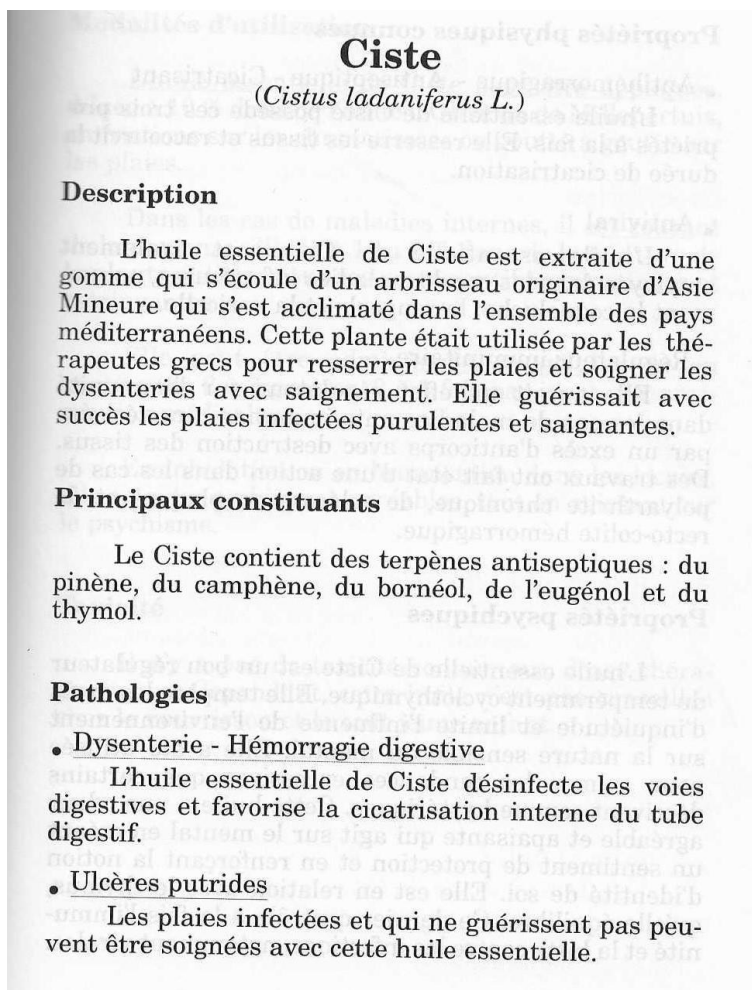 Ciste
(Cistus ladaniferus L.)
Description
L'huile essentielle de Ciste est extraite d'une
gomme qui s'écoule d'un arbrisseau originaire d'Asie
Mineure qui s'est acclimaté dans l'ensemble des pays
méditerranéens. Cette plante était utilisée par les thé-
rapeutes grecs pour resserrer les plaies et soigner les
dysenteries avec saignement. Elle guérissait avec
succès les plaies infectées purulentes et saignantes.
Principaux constituants
Le Ciste contient des terpènes antiseptiques : du
pinène, du camphène, du bornéol, de l'eugénol et du
thymol.
Pathologies
• Dysenterie - Hémorragie digestive
L'huile essentielle de Ciste désinfecte les voies
digestives et favorise la cicatrisation interne du tube
digestif.
• Ulcères putrides
Les plaies infectées et qui ne guérissent pas peu-
vent être soignées avec cette huile essentielle.